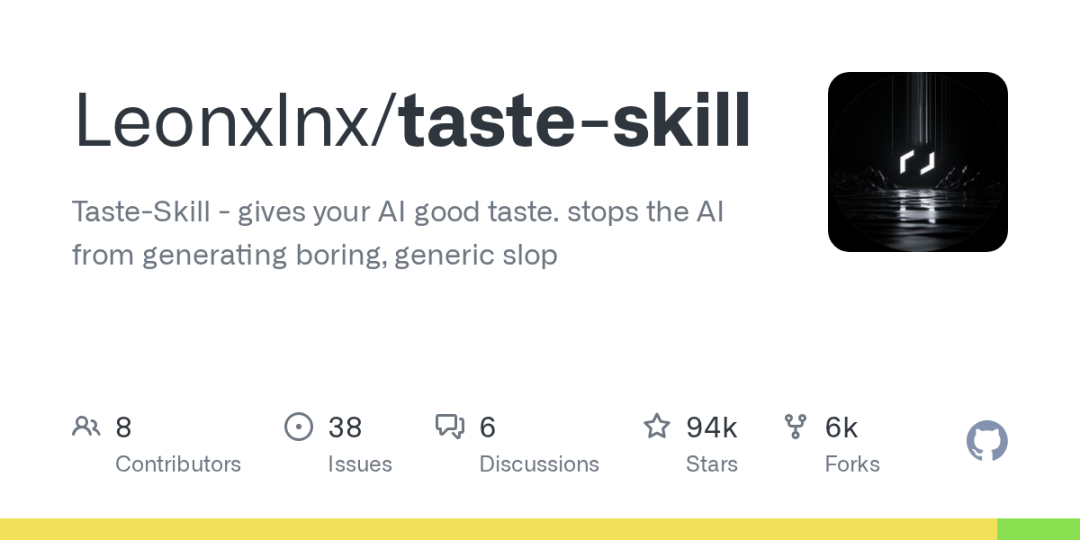 Leonxlnx/taste-skill
Taste-Skill - gives your AI good taste. stops the AI
from generating boring, generic slop
8
Contributors
38
Issues
6
Discussions
94k
Stars
6k
Forks